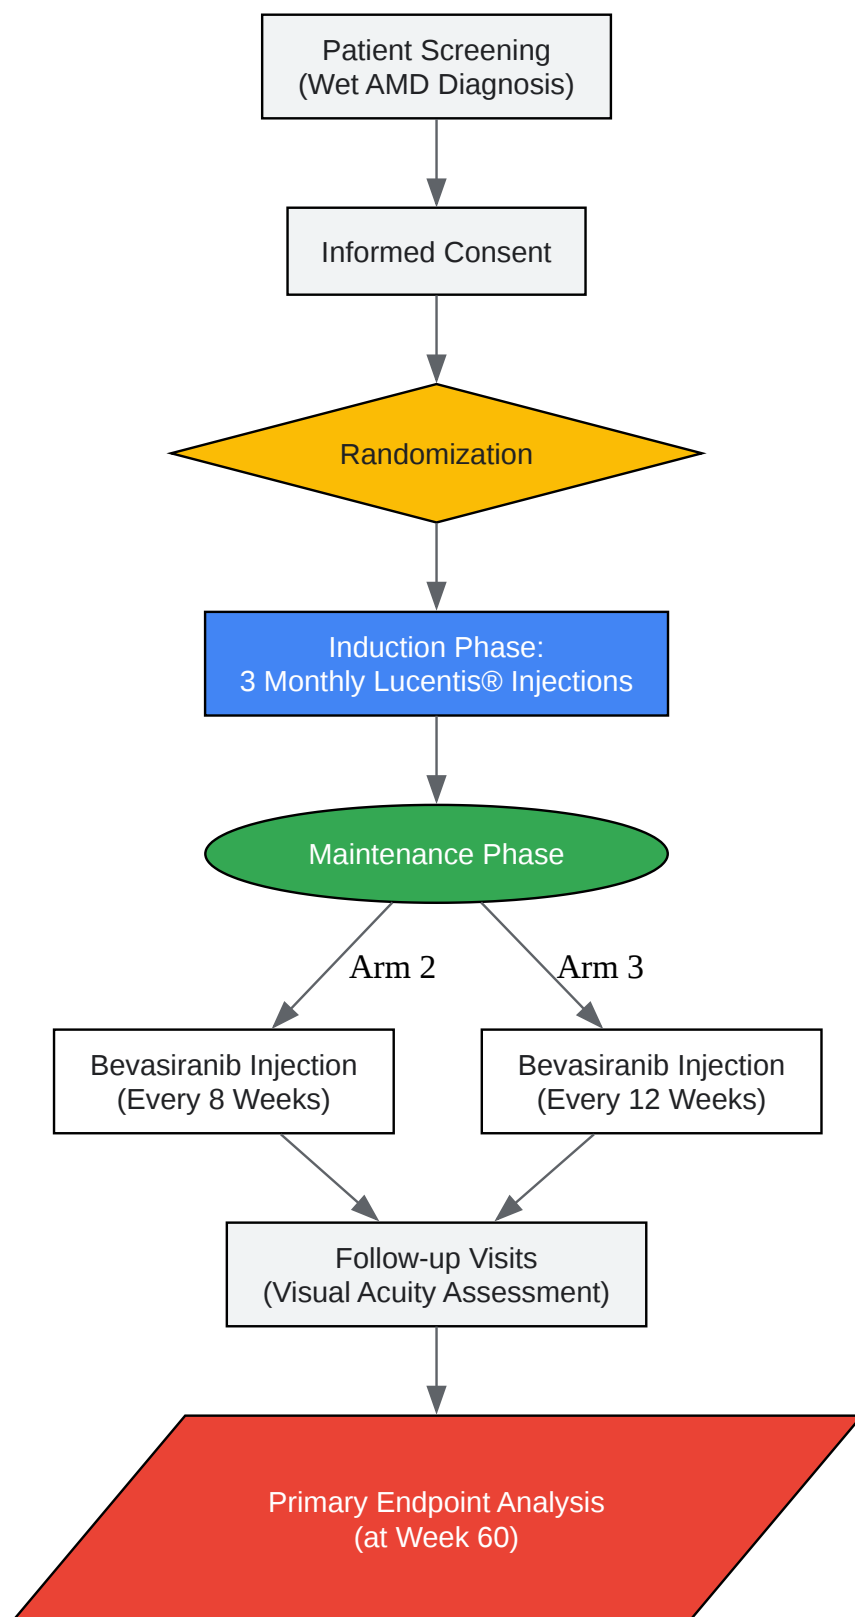 Patient Screening
(Wet AMD Diagnosis)
Informed Consent
Randomization
Induction Phase:
3 Monthly Lucentis® Injections
Maintenance Phase
Arm 2
Arm 3
Bevasiranib Injection
(Every 8 Weeks)
Bevasiranib Injection
(Every 12 Weeks)
Follow-up Visits
(Visual Acuity Assessment)
Primary Endpoint Analysis
(at Week 60)